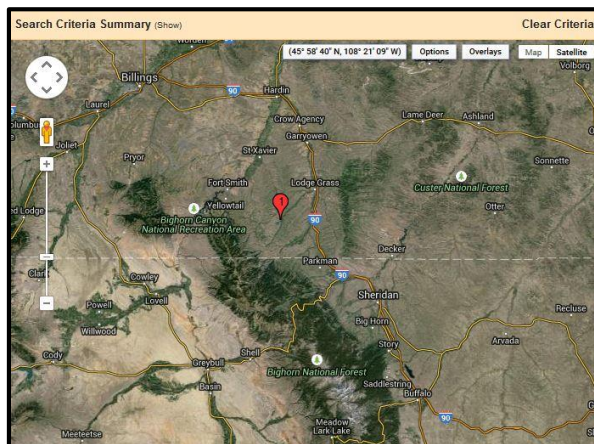 Search Criteria Summary (Show)
Clear Criteria
(45° 58' 40" N, 108° 21' 09" W)
Options
Overlays
Map
Satellite
Volborg
Billings
90
Hardin
Laurel
Crow Agency
Lame Deer
Ashland
Garryowen
Joliet
Pryor
St Xavier
Sonnette
Fort Smith
Lodge Grass
Custer National Forest
Yellowtail
1
Otter
Bighorn Canyon
National Recreation Area
90
Decker
Parkman
90
Cowley
Lovell
Sheridan
Powell
Willwood
Big Horn
Recluse
Arvada
Cody
Shell
Story
Greybull
Bighorn National Forest
Basin
Saddlestring
Buffalo
Meadow
Lark Lake
90
Meeteetse